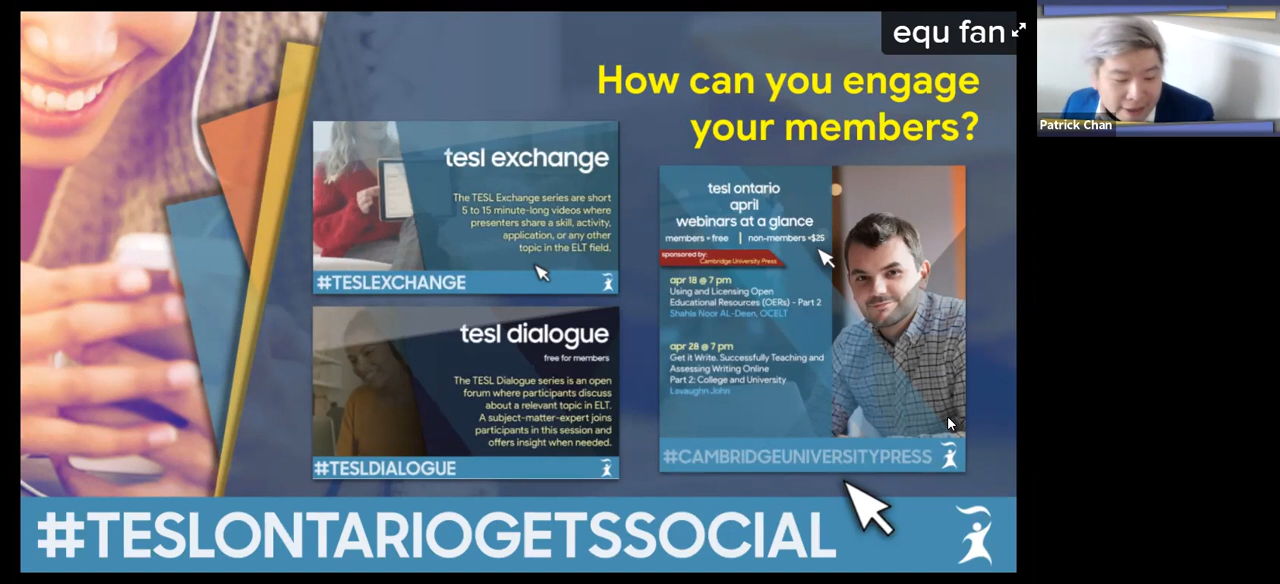 equ fan
Patrick Chan
How can you engage
your members?
tesl exchange
The TESL Exchange series are short
5 to 15 minute-long videos where
presenters share a skill, activity,
application, or any other
topic in the ELT field.
#TESLEXCHANGE
tesl dialogue
free for members
The TESL Dialogue series is an open
forum where participants discuss
about a relevant topic in ELT.
A subject-matter-expert joins
participants in this session and
offers insight when needed.
#TESLDIALOGUE
tesl ontario
april
webinars at a glance
members = free | non-members =$25
sponsored by:
Cambridge University Press
apr 18 @ 7 pm
Using and Licensing Open
Educational Resources (OERs) - Part 2
Shahla Noor AL-Deen, OCELT
apr 28 @ 7 pm
Get it Write. Successfully Teaching and
Assessing Writing Online
Part 2: College and University
Lavaughn John
#CAMBRIDGEUNIVERSITYPRESS
#TESLONTARIOGETSSOCIAL